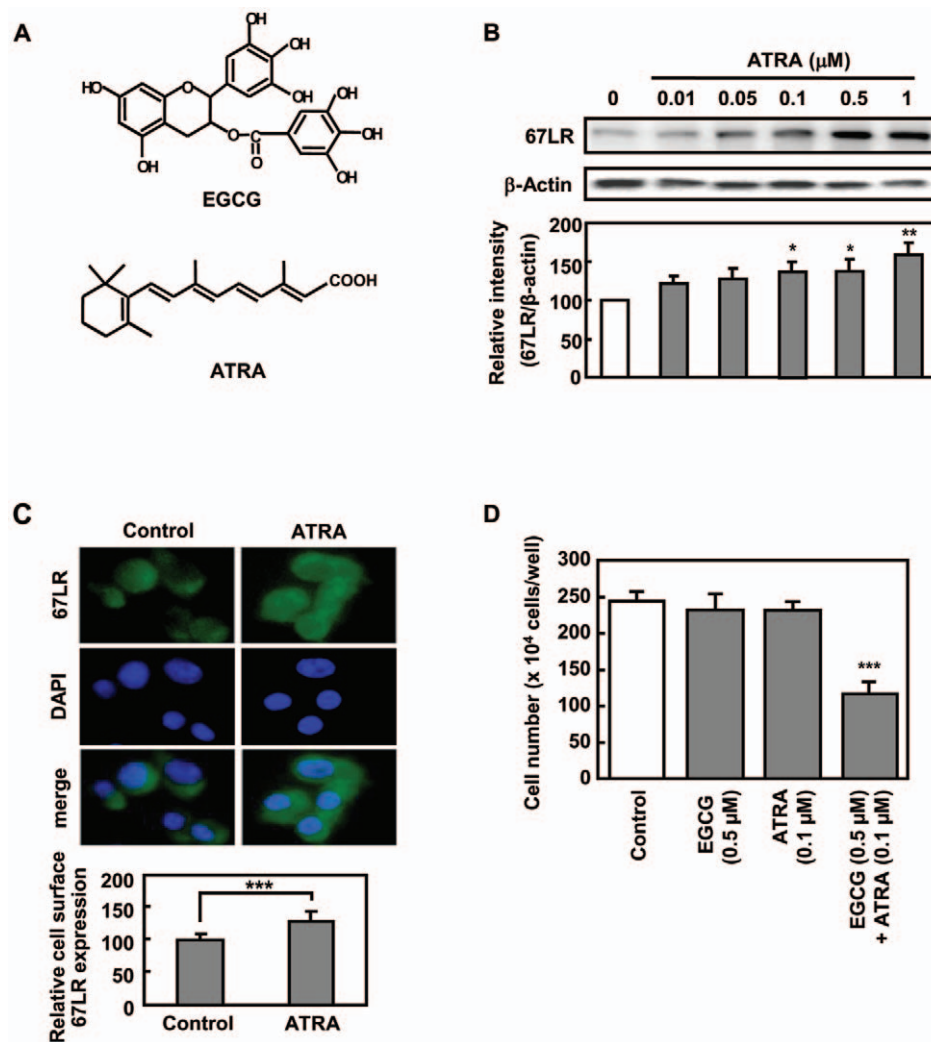 A
OH
OH
OH
OH
HO
O
OH
O-C
O
OH
OH
OH
EGCG
COOH
ATRA
B
ATRA (μM)
0 0.01 0.05 0.1 0.5 1
67LR
β-Actin
Relative intensity
(67LR/β-actin)
200
150
100
50
0
* * **
C
Control ATRA
67LR
DAPI
merge
Relative cell surface
67LR expression
200
150
100
50
0
***
Control ATRA
D
Cell number (x 10⁴ cells/well)
300
250
200
150
100
50
0
***
Control
EGCG
(0.5 μM)
ATRA
(0.1 μM)
EGCG (0.5 μM)
+ ATRA (0.1 μM)